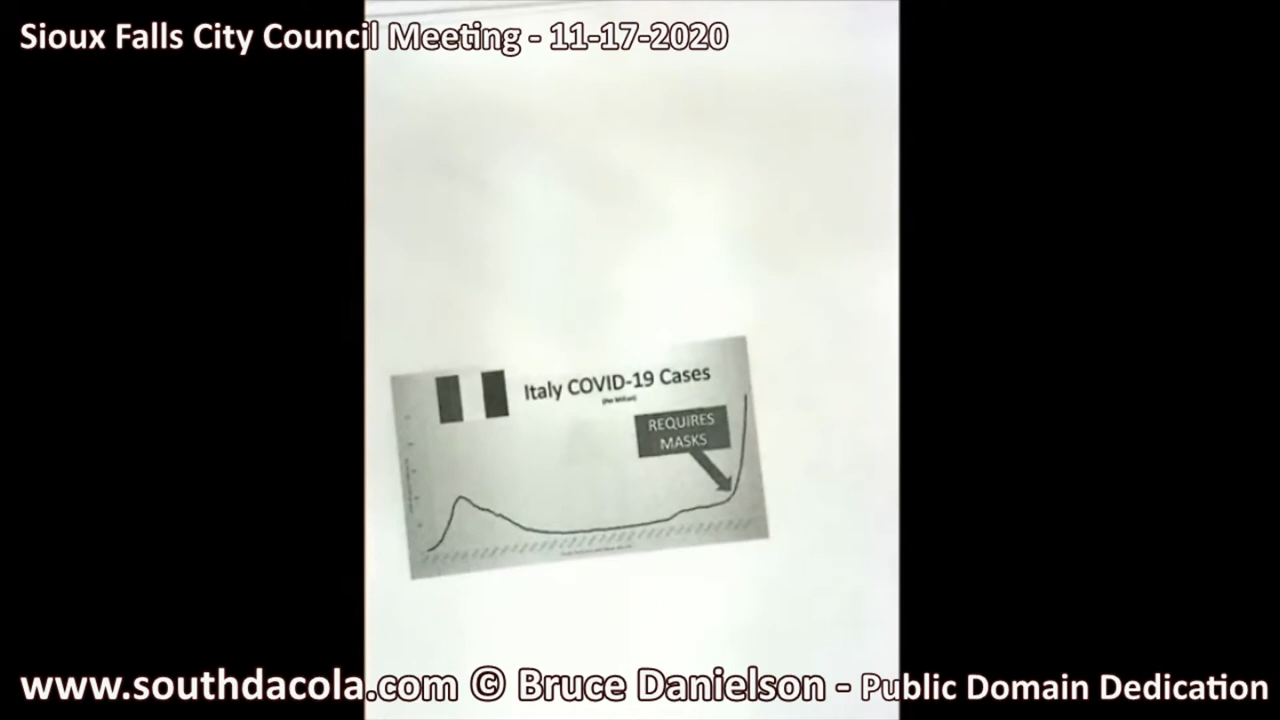 Sioux Falls City Council Meeting - 11-17-2020
Italy COVID-19 Cases
REQUIRES
MASKS
www.southdacola.com © Bruce Danielson - Public Domain Dedication